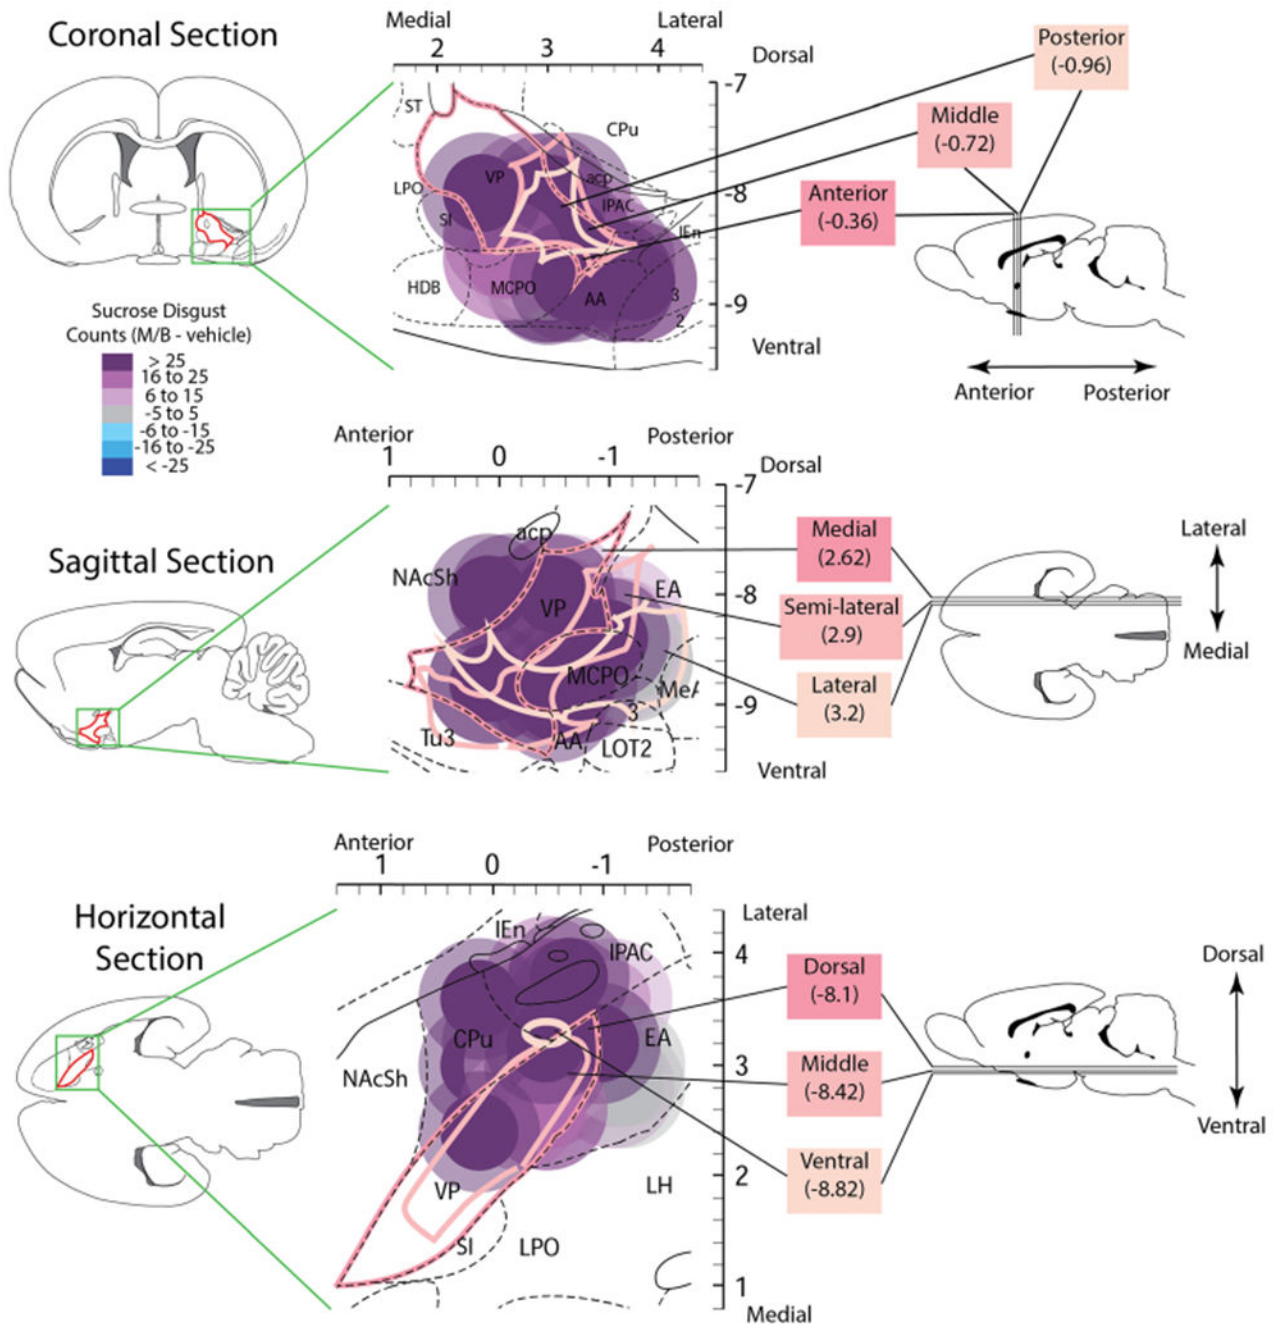 Coronal Section
Medial
Lateral
2
3
4
Dorsal
-7
-8
-9
Ventral
ST
CPu
LPO
VP
acp
SI
IPAC
IEn
HDB
MCPO
AA
3
2
Posterior
(-0.96)
Middle
(-0.72)
Anterior
(-0.36)
Anterior
Posterior
Sucrose Disgust
Counts (M/B - vehicle)
> 25
16 to 25
6 to 15
-5 to 5
-6 to -15
-16 to -25
< -25
Sagittal Section
Anterior
Posterior
1
0
-1
Dorsal
-7
-8
-9
Ventral
acp
NAcSh
VP
EA
MCPO
MeA
3
Tu3
AA
LOT2
Medial
(2.62)
Semi-lateral
(2.9)
Lateral
(3.2)
Lateral
Medial
Horizontal
Section
Anterior
Posterior
1
0
-1
Lateral
4
3
2
1
Medial
IEn
IPAC
CPu
EA
NAcSh
VP
LH
SI
LPO
Dorsal
(-8.1)
Middle
(-8.42)
Ventral
(-8.82)
Dorsal
Ventral